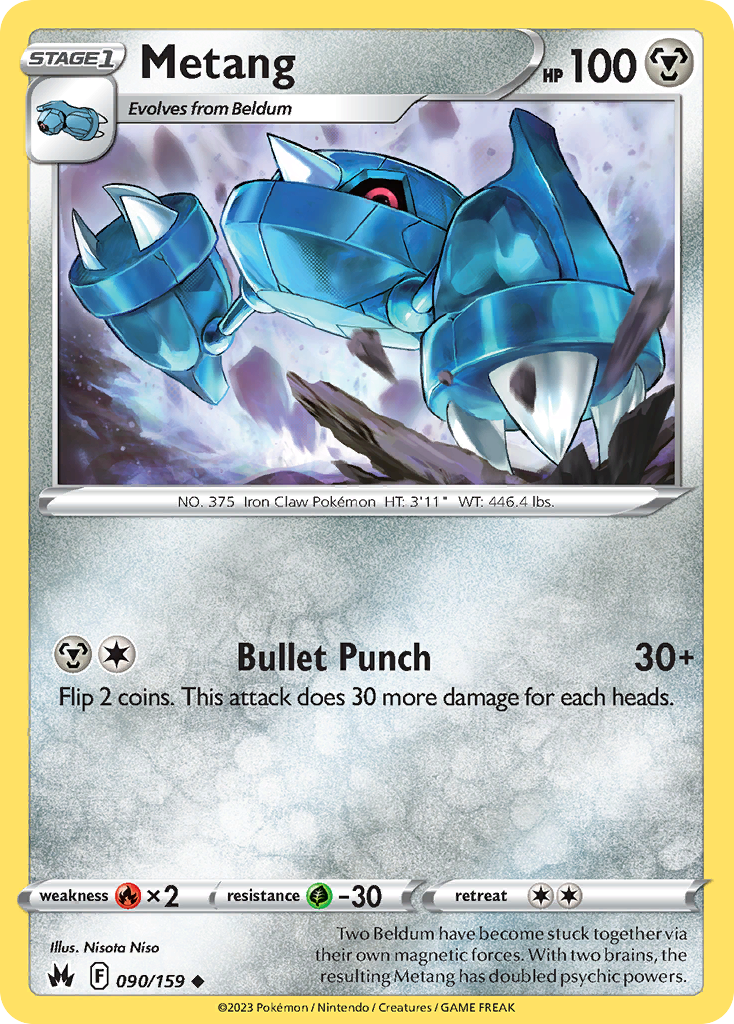 STAGE1
Metang
HP 100
Evolves from Beldum
NO. 375 Iron Claw Pokémon HT: 3'11" WT: 446.4 lbs.
Bullet Punch 30+
Flip 2 coins. This attack does 30 more damage for each heads.
weakness ×2 resistance -30 retreat
Illus. Nisota Niso
Two Beldum have become stuck together via
their own magnetic forces. With two brains, the
resulting Metang has doubled psychic powers.
F 090/159
©2023 Pokémon / Nintendo / Creatures / GAME FREAK